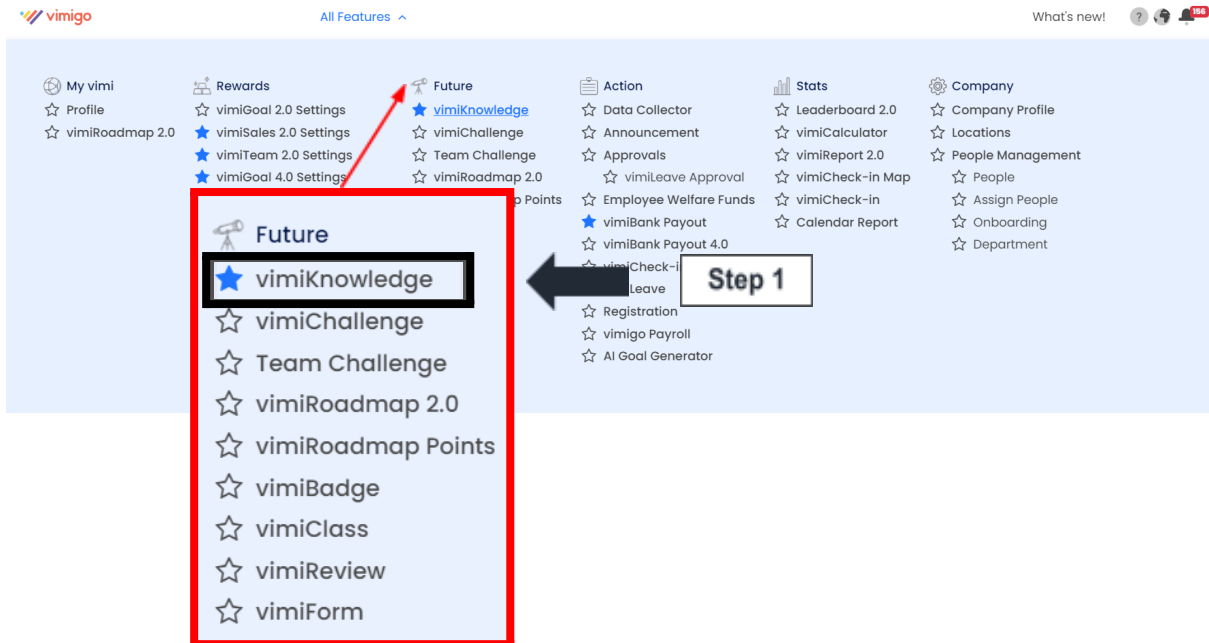 vimigo
All Features
What's new!
?
156
My vimi
Profile
vimiRoadmap 2.0
Rewards
vimiGoal 2.0 Settings
vimiSales 2.0 Settings
vimiTeam 2.0 Settings
vimiGoal 4.0 Settings
Future
vimiKnowledge
vimiChallenge
Team Challenge
vimiRoadmap 2.0
Points
Action
Data Collector
Announcement
Approvals
vimiLeave Approval
Employee Welfare Funds
vimiBank Payout
vimiBank Payout 4.0
vimiCheck-i
Leave
Registration
vimigo Payroll
AI Goal Generator
Stats
Leaderboard 2.0
vimiCalculator
vimiReport 2.0
vimiCheck-in Map
vimiCheck-in
Calendar Report
Company
Company Profile
Locations
People Management
People
Assign People
Onboarding
Department
Future
vimiKnowledge
vimiChallenge
Team Challenge
vimiRoadmap 2.0
vimiRoadmap Points
vimiBadge
vimiClass
vimiReview
vimiForm
Step 1